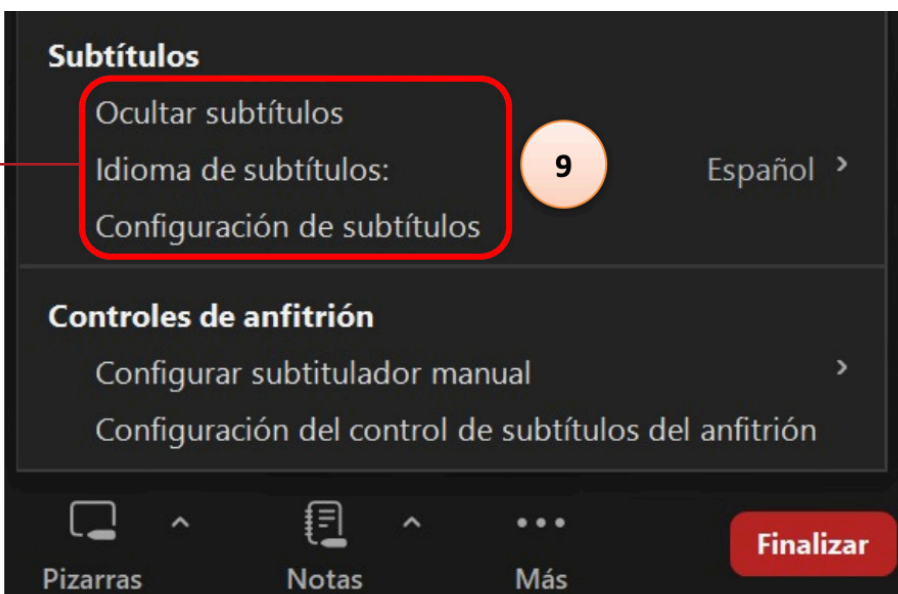 Subtítulos
Ocultar subtítulos
Idioma de subtítulos:
9
Español >
Configuración de subtítulos
Controles de anfitrión
Configurar subtitulador manual >
Configuración del control de subtítulos del anfitrión
Pizarras
Notas
Más
Finalizar